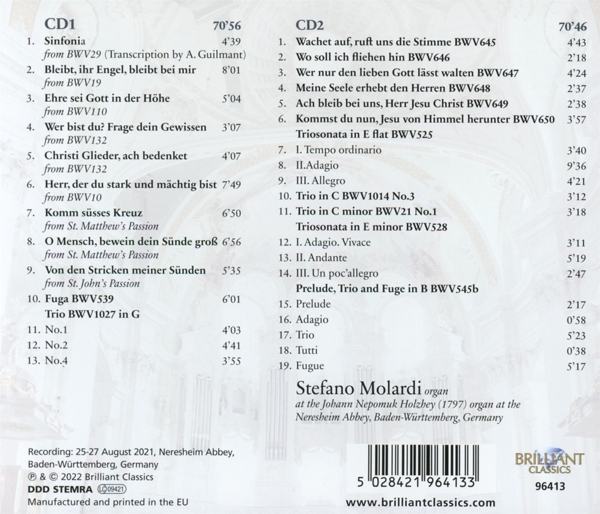 CD1 70'56
1. Sinfonia 4'39
from BWV29 (Transcription by A. Guilmant)
2. Bleibt, ihr Engel, bleibt bei mir 8'01
from BWV19
3. Ehre sei Gott in der Höhe 5'04
from BWV110
4. Wer bist du? Frage dein Gewissen 3'07
from BWV132
5. Christi Glieder, ach bedenket 4'07
from BWV132
6. Herr, der du stark und mächtig bist 7'49
from BWV10
7. Komm süsses Kreuz 6'50
from St. Matthew's Passion
8. O Mensch, bewein dein Sünde groß 6'56
from St. Matthew's Passion
9. Von den Stricken meiner Sünden 5'35
from St. John's Passion
10. Fuga BWV539 6'01
Trio BWV1027 in G
11. No.1 4'03
12. No.2 4'41
13. No.4 3'55
CD2 70'46
1. Wachet auf, ruft uns die Stimme BWV645 4'43
2. Wo soll ich fliehen hin BWV646 2'18
3. Wer nur den lieben Gott lässt walten BWV647 4'24
4. Meine Seele erhebt den Herren BWV648 2'37
5. Ach bleib bei uns, Herr Jesu Christ BWV649 2'38
6. Kommst du nun, Jesu von Himmel herunter BWV650 3'57
Triosonata in E flat BWV525
7. I. Tempo ordinario 3'40
8. II.Adagio 9'36
9. III. Allegro 4'21
10. Trio in C BWV1014 No.3 3'12
11. Trio in C minor BWV21 No.1 3'18
Triosonata in E minor BWV528
12. I. Adagio. Vivace 3'11
13. II. Andante 5'19
14. III. Un poc'allegro 2'47
Prelude, Trio and Fuge in B BWV545b
15. Prelude 2'17
16. Adagio 0'58
17. Trio 5'23
18. Tutti 0'38
19. Fugue 5'17
Stefano Molardi organ
at the Johann Nepomuk Holzhey (1797) organ at the
Neresheim Abbey, Baden-Württemberg, Germany
Recording: 25-27 August 2021, Neresheim Abbey,
Baden-Württemberg, Germany
℗ & © 2022 Brilliant Classics
DDD STEMRA LC 09421
Manufactured and printed in the EU
5 028421 964133
www.brilliantclassics.com
BRILLIANT
CLASSICS
96413